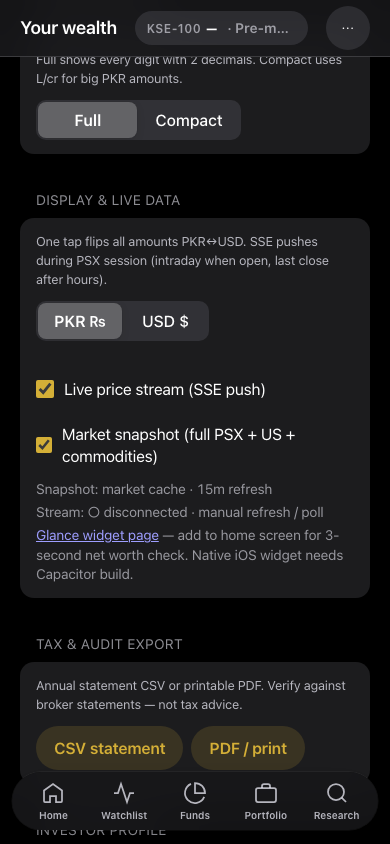 Your wealth
KSE-100 — · Pre-m...
...
Full shows every digit with 2 decimals. Compact uses
L/cr for big PKR amounts.
Full
Compact
DISPLAY & LIVE DATA
One tap flips all amounts PKR↔USD. SSE pushes
during PSX session (intraday when open, last close
after hours).
PKR ₨
USD $
Live price stream (SSE push)
Market snapshot (full PSX + US +
commodities)
Snapshot: market cache · 15m refresh
Stream: ○ disconnected · manual refresh / poll
Glance widget page — add to home screen for 3-
second net worth check. Native iOS widget needs
Capacitor build.
TAX & AUDIT EXPORT
Annual statement CSV or printable PDF. Verify against
broker statements — not tax advice.
CSV statement
PDF / print
Home
Watchlist
Funds
Portfolio
Research
INVESTOR PROFILE